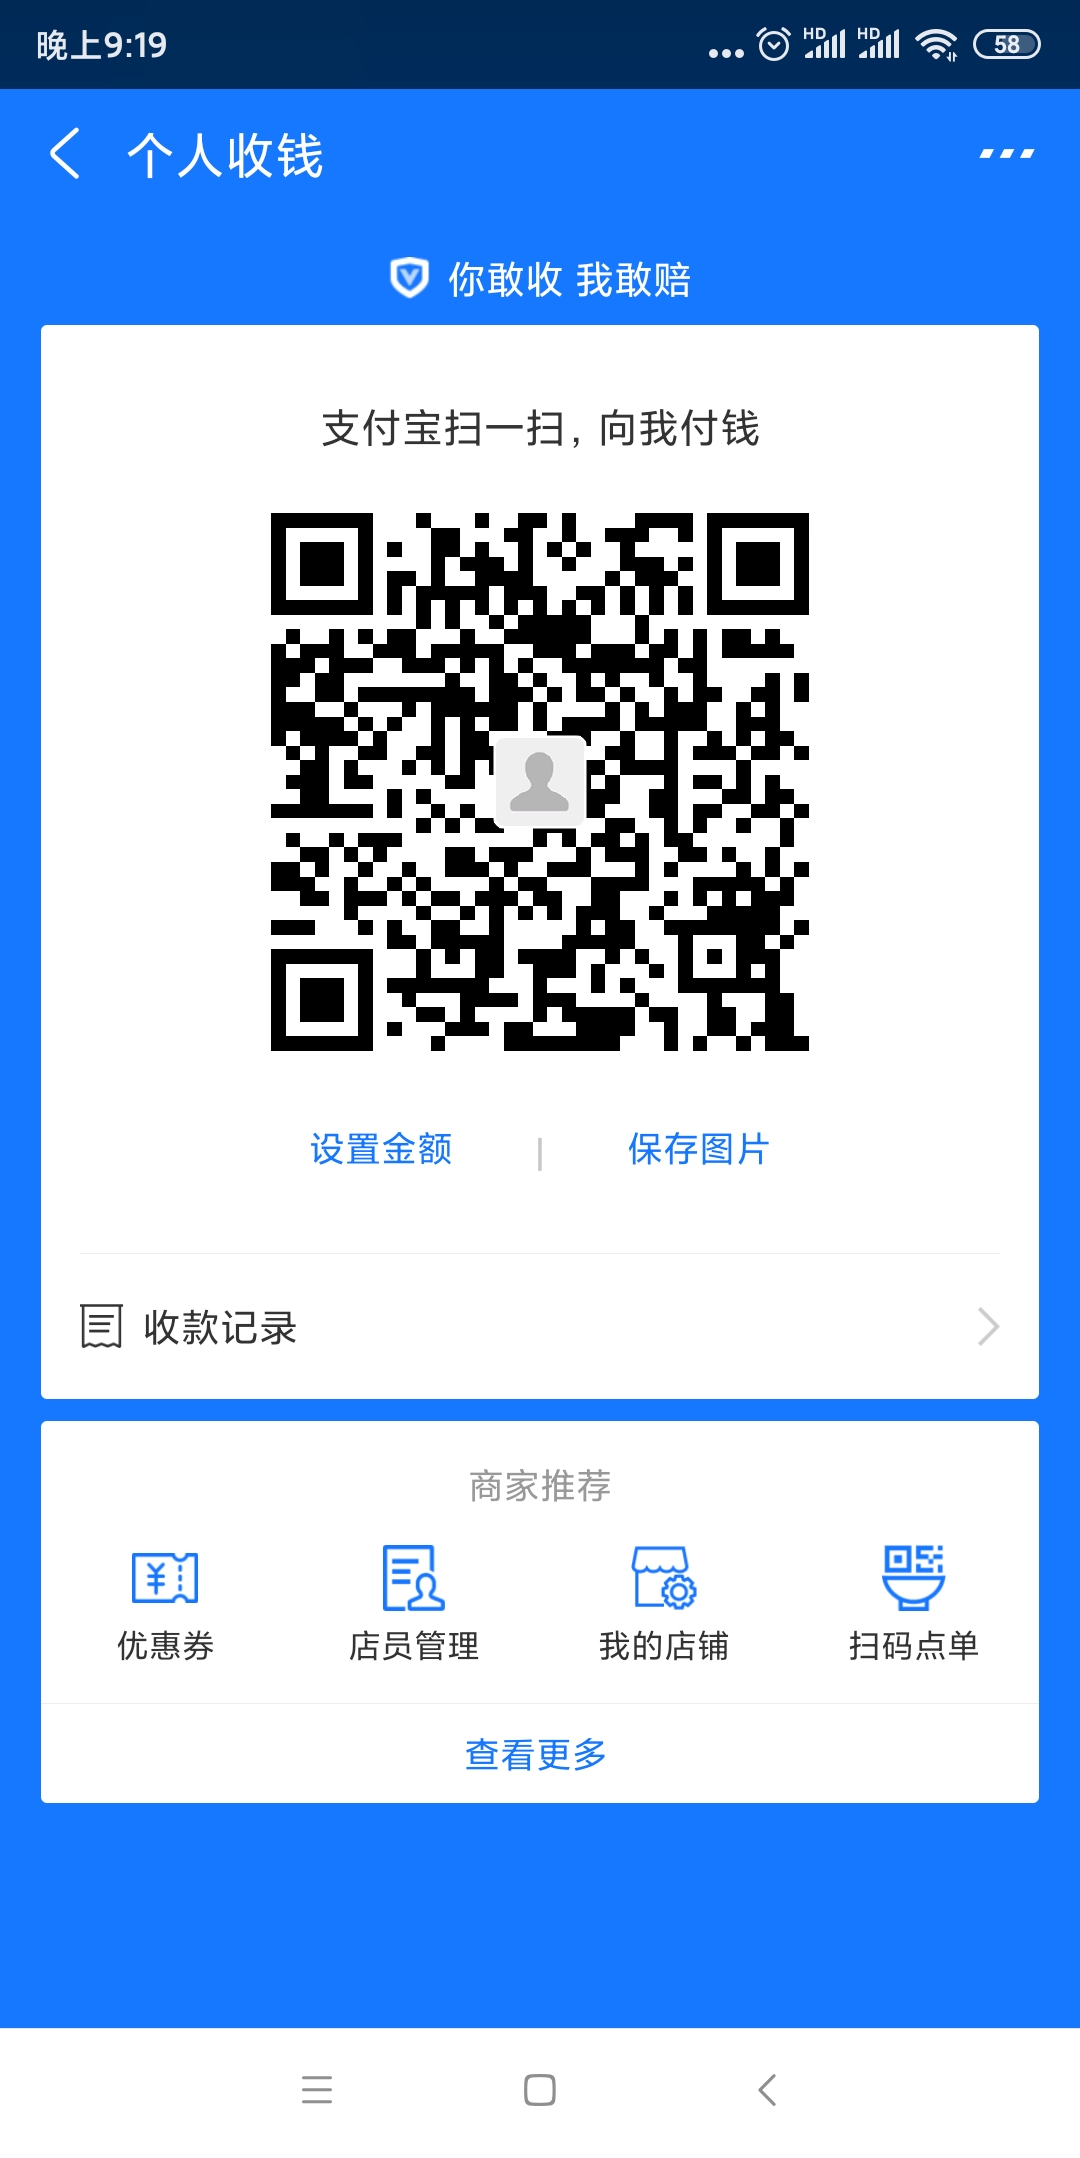 晚上9:19
HD HD 58
个人收钱
你敢收 我敢赔
支付宝扫一扫，向我付钱
设置金额 | 保存图片
收款记录
商家推荐
优惠券 店员管理 我的店铺 扫码点单
查看更多